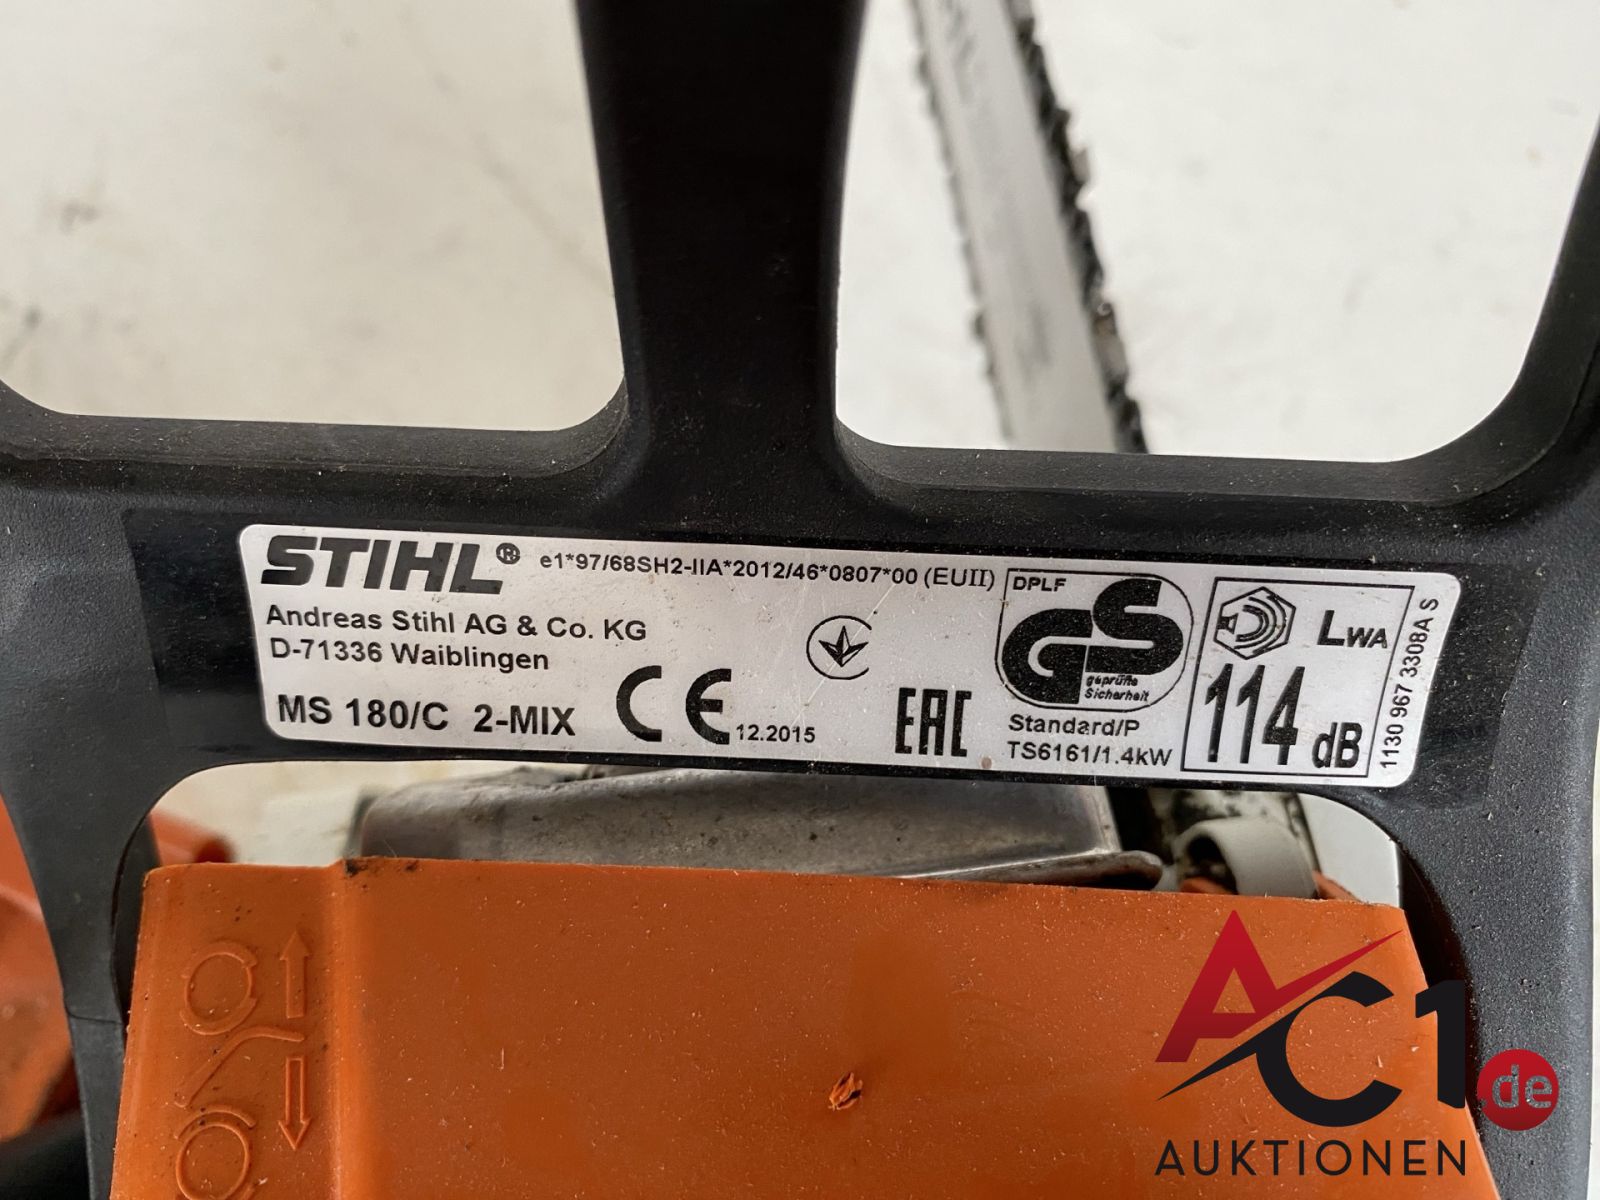 STIHL® e1*97/68SH2-IIA*2012/46*0807*00 (EUII)
Andreas Stihl AG & Co. KG
D-71336 Waiblingen
MS 180/C 2-MIX
CE 12.2015
EAC
DPLF
GS
geprüfte
Sicherheit
Standard/P
TS6161/1.4kW
LWA
114 dB
1130 967 3308A S
AC1.de
AUKTIONEN